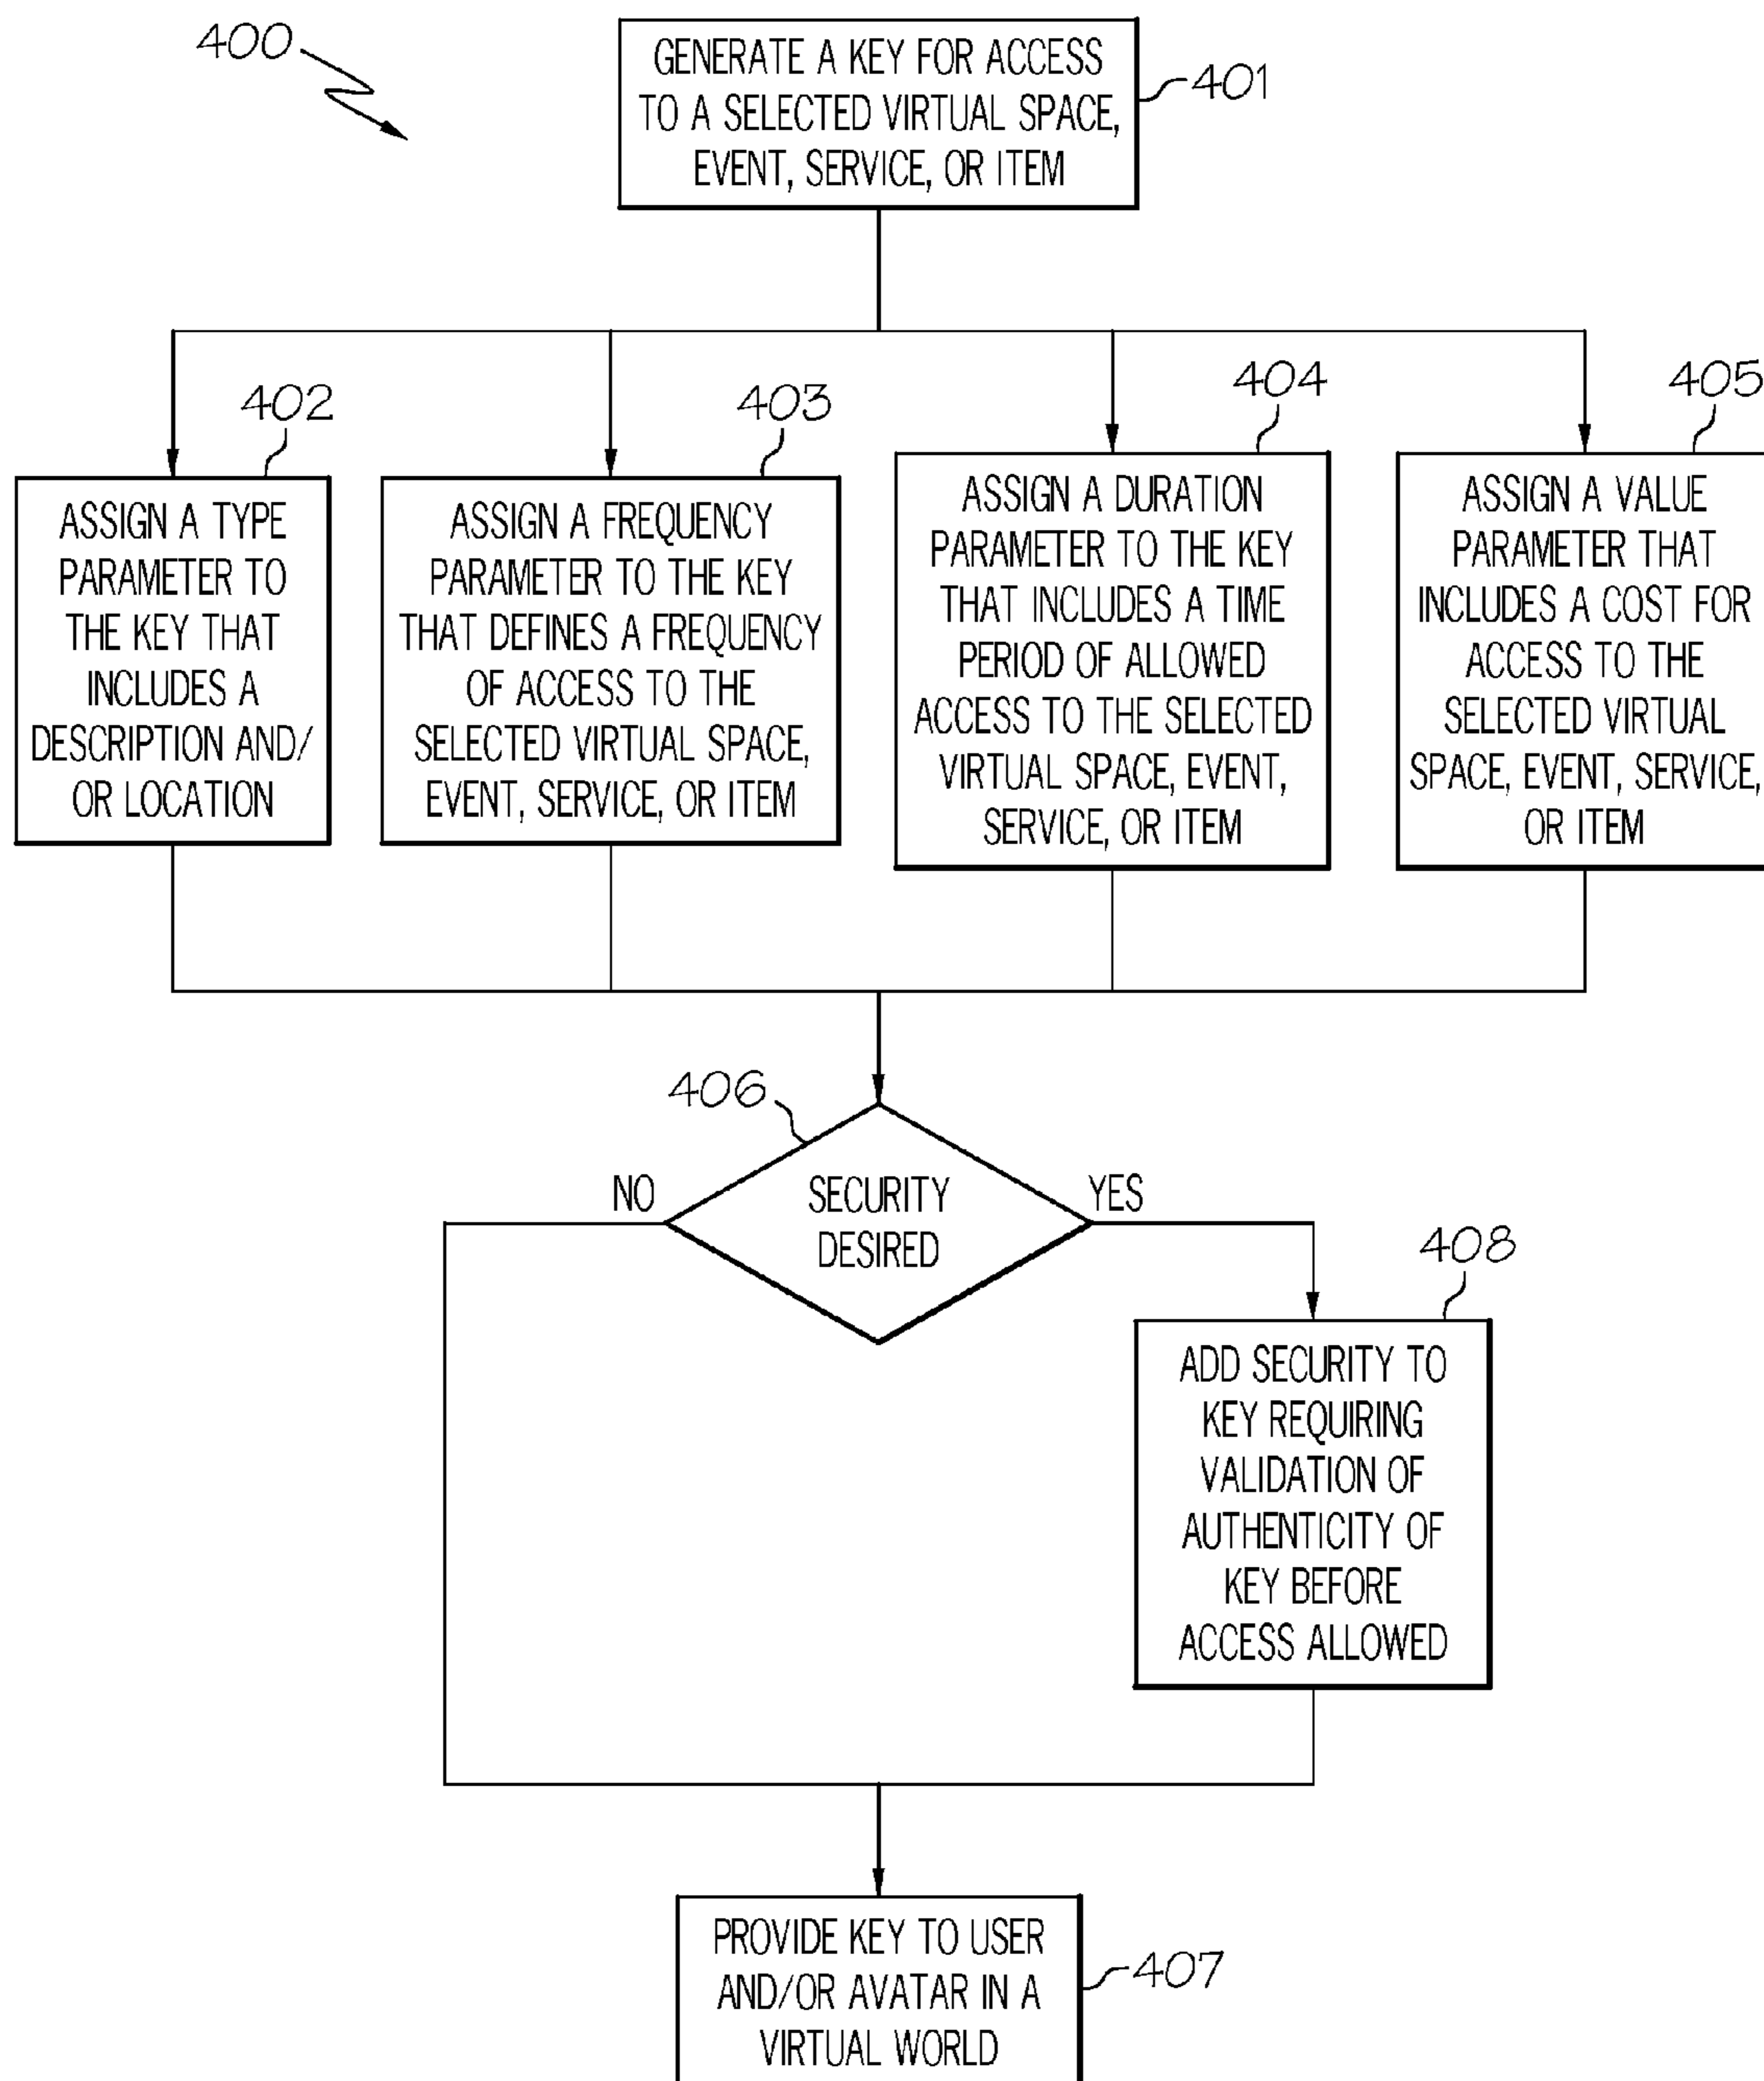 400
GENERATE A KEY FOR ACCESS
TO A SELECTED VIRTUAL SPACE,
EVENT, SERVICE, OR ITEM
401
402
ASSIGN A TYPE
PARAMETER TO
THE KEY THAT
INCLUDES A
DESCRIPTION AND/
OR LOCATION
403
ASSIGN A FREQUENCY
PARAMETER TO THE KEY
THAT DEFINES A FREQUENCY
OF ACCESS TO THE
SELECTED VIRTUAL SPACE,
EVENT, SERVICE, OR ITEM
404
ASSIGN A DURATION
PARAMETER TO THE KEY
THAT INCLUDES A TIME
PERIOD OF ALLOWED
ACCESS TO THE SELECTED
VIRTUAL SPACE, EVENT,
SERVICE, OR ITEM
405
ASSIGN A VALUE
PARAMETER THAT
INCLUDES A COST FOR
ACCESS TO THE
SELECTED VIRTUAL
SPACE, EVENT, SERVICE,
OR ITEM
406
NO
SECURITY
DESIRED
YES
408
ADD SECURITY TO
KEY REQUIRING
VALIDATION OF
AUTHENTICITY OF
KEY BEFORE
ACCESS ALLOWED
PROVIDE KEY TO USER
AND/OR AVATAR IN A
VIRTUAL WORLD
407